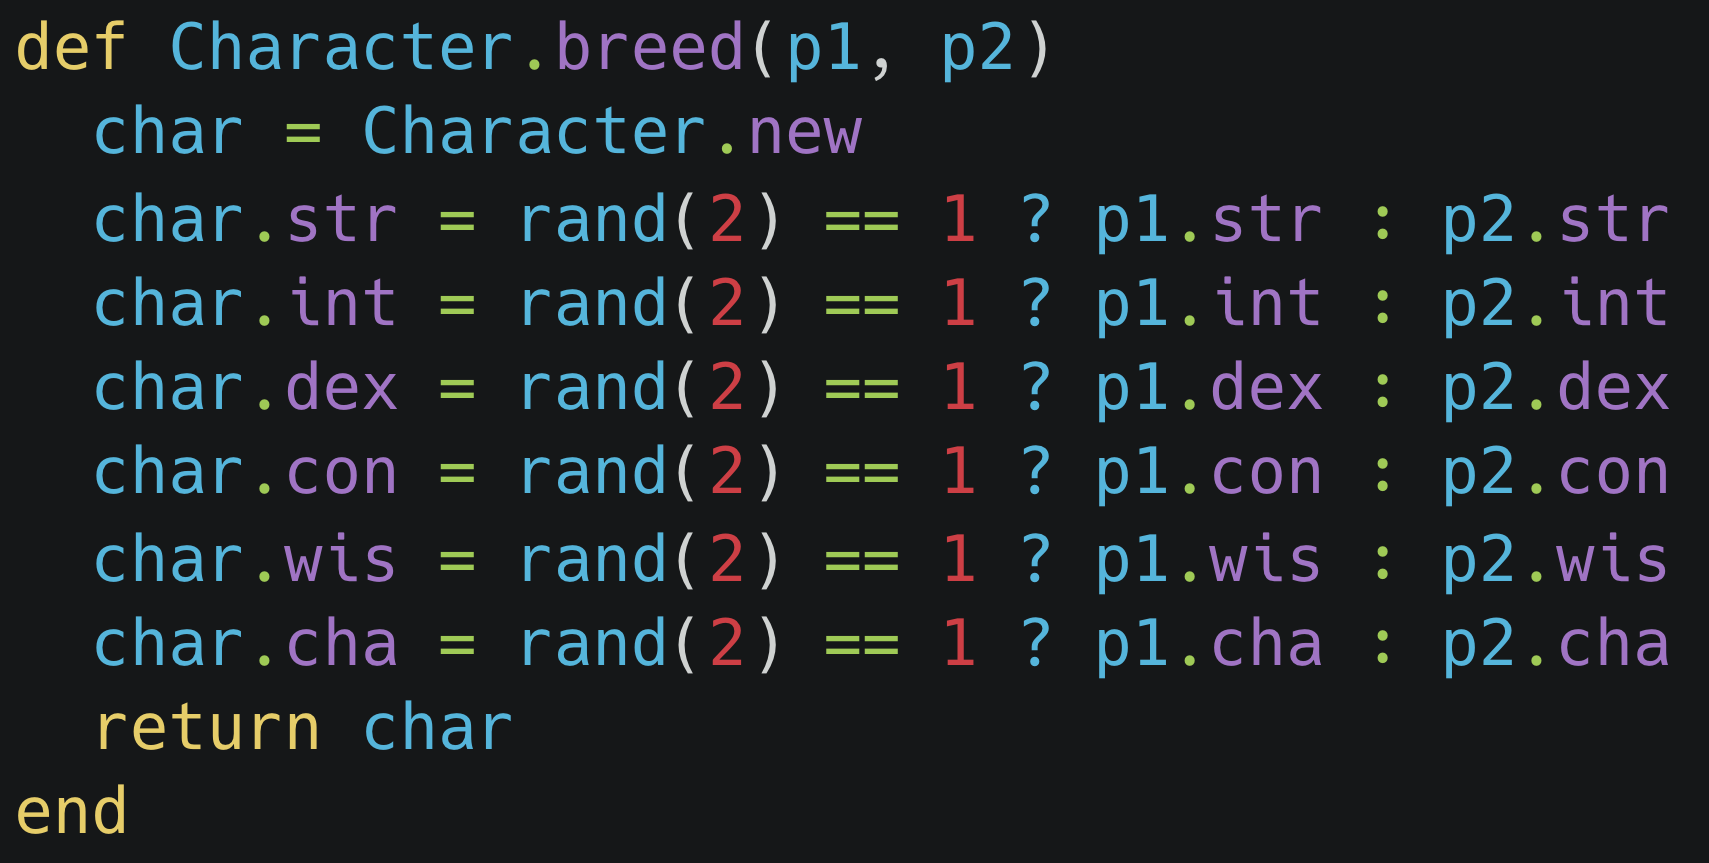 def Character.breed(p1, p2)
  char = Character.new
  char.str = rand(2) == 1 ? p1.str : p2.str
  char.int = rand(2) == 1 ? p1.int : p2.int
  char.dex = rand(2) == 1 ? p1.dex : p2.dex
  char.con = rand(2) == 1 ? p1.con : p2.con
  char.wis = rand(2) == 1 ? p1.wis : p2.wis
  char.cha = rand(2) == 1 ? p1.cha : p2.cha
  return char
end